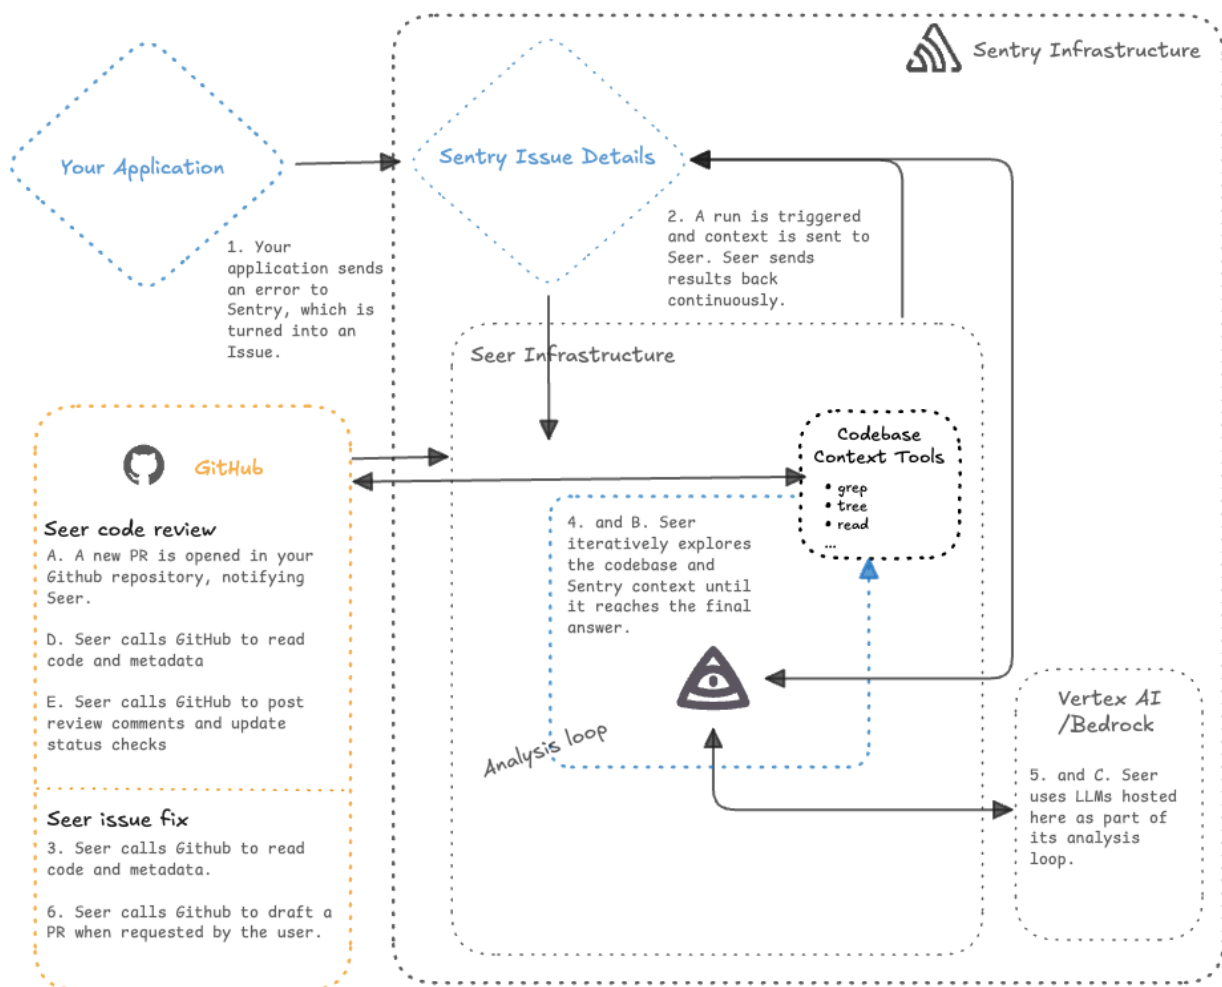 Sentry Infrastructure
Your Application
Sentry Issue Details
1. Your
application sends
an error to
Sentry, which is
turned into an
Issue.
2. A run is triggered
and context is sent to
Seer. Seer sends
results back
continuously.
Seer Infrastructure
GitHub
Seer code review
A. A new PR is opened in your
Github repository, notifying
Seer.
D. Seer calls GitHub to read
code and metadata
E. Seer calls GitHub to post
review comments and update
status checks
Seer issue fix
3. Seer calls Github to read
code and metadata.
6. Seer calls Github to draft a
PR when requested by the user.
Codebase
Context Tools
• grep
• tree
• read
...
4. and B. Seer
iteratively explores
the codebase and
Sentry context until
it reaches the final
answer.
Analysis loop
Vertex AI
/Bedrock
5. and C. Seer
uses LLMs hosted
here as part of
its analysis
loop.